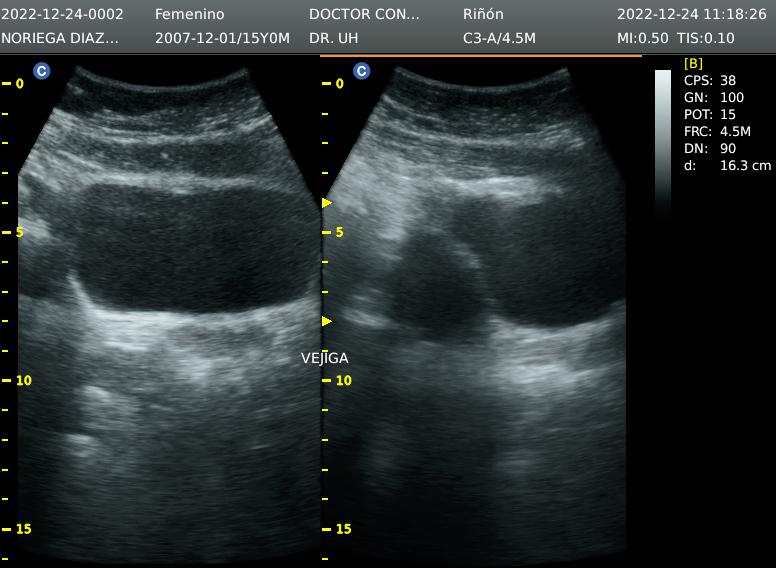 2022-12-24-0002 Femenino DOCTOR CON... Riñón 2022-12-24 11:18:26
NORIEGA DIAZ... 2007-12-01/15Y0M DR. UH C3-A/4.5M MI:0.50 TIS:0.10
C C
[B]
CPS: 38
GN: 100
POT: 15
FRC: 4.5M
DN: 90
d: 16.3 cm
0 0
5 5
VEJIGA
10 10
15 15